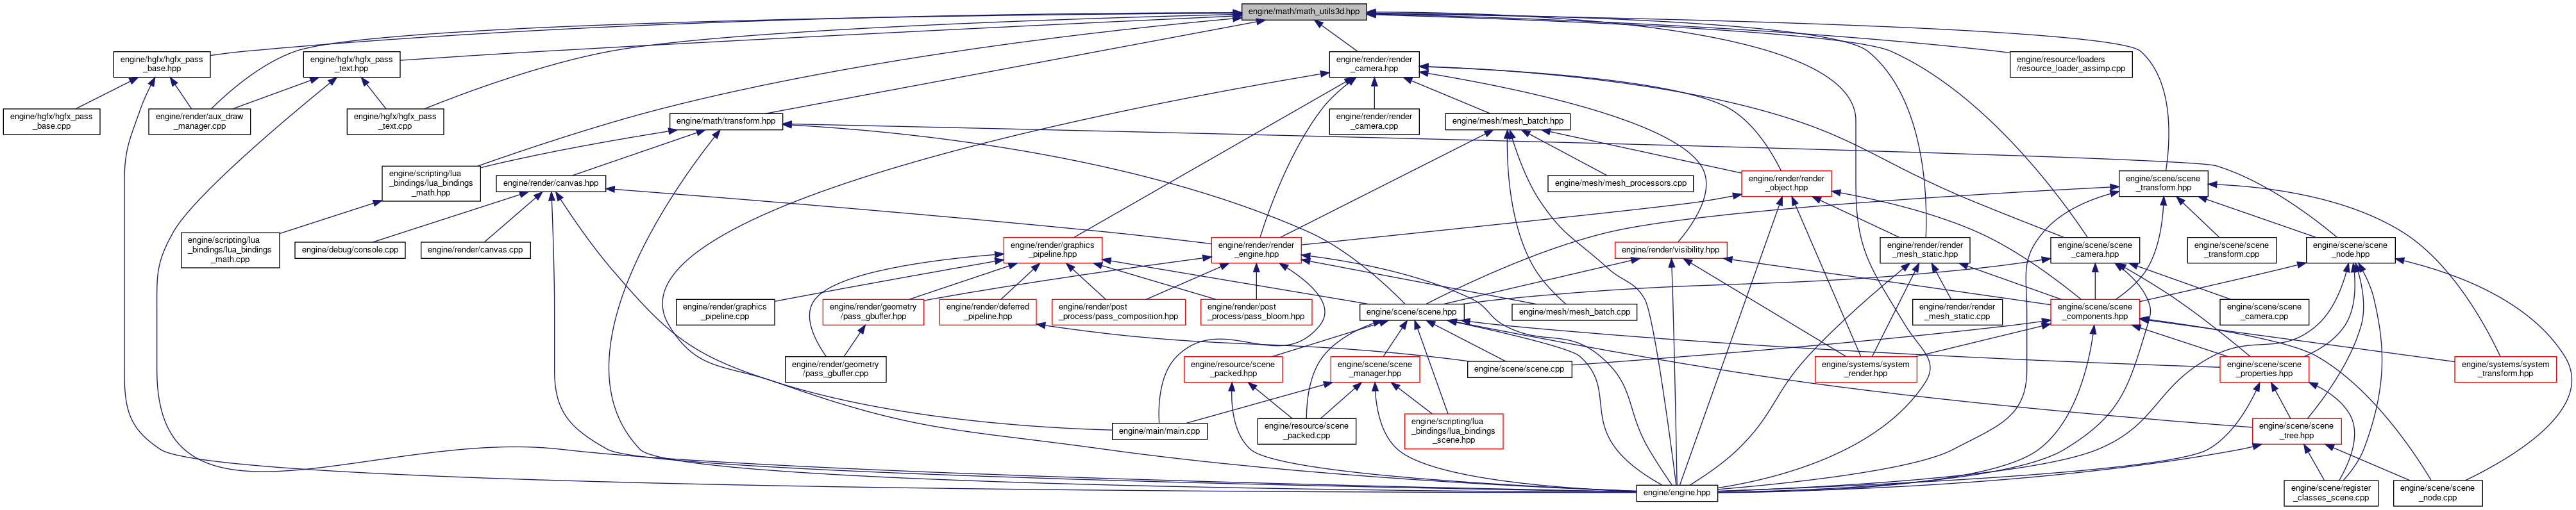 engine/math/math_utils3d.hpp
engine/hgfx/hgfx_pass
_base.hpp
engine/hgfx/hgfx_pass
_text.hpp
engine/render/render
_camera.hpp
engine/resource/loaders
/resource_loader_assimp.cpp
engine/hgfx/hgfx_pass
_base.cpp
engine/render/aux_draw
_manager.cpp
engine/hgfx/hgfx_pass
_text.cpp
engine/math/transform.hpp
engine/render/render
_camera.cpp
engine/mesh/mesh_batch.hpp
engine/scripting/lua
_bindings/lua_bindings
_math.hpp
engine/render/canvas.hpp
engine/mesh/mesh_processors.cpp
engine/render/render
_object.hpp
engine/scene/scene
_transform.hpp
engine/scripting/lua
_bindings/lua_bindings
_math.cpp
engine/debug/console.cpp
engine/render/canvas.cpp
engine/render/graphics
_pipeline.hpp
engine/render/render
_engine.hpp
engine/render/visibility.hpp
engine/render/render
_mesh_static.hpp
engine/scene/scene
_camera.hpp
engine/scene/scene
_transform.cpp
engine/scene/scene
_node.hpp
engine/render/graphics
_pipeline.cpp
engine/render/geometry
/pass_gbuffer.hpp
engine/render/deferred
_pipeline.hpp
engine/render/post
_process/pass_composition.hpp
engine/render/post
_process/pass_bloom.hpp
engine/scene/scene.hpp
engine/mesh/mesh_batch.cpp
engine/render/render
_mesh_static.cpp
engine/scene/scene
_components.hpp
engine/scene/scene
_camera.cpp
engine/render/geometry
/pass_gbuffer.cpp
engine/resource/scene
_packed.hpp
engine/scene/scene
_manager.hpp
engine/scene/scene.cpp
engine/systems/system
_render.hpp
engine/scene/scene
_properties.hpp
engine/systems/system
_transform.hpp
engine/main/main.cpp
engine/resource/scene
_packed.cpp
engine/scripting/lua
_bindings/lua_bindings
_scene.hpp
engine/scene/scene
_tree.hpp
engine/engine.hpp
engine/scene/register
_classes_scene.cpp
engine/scene/scene
_node.cpp